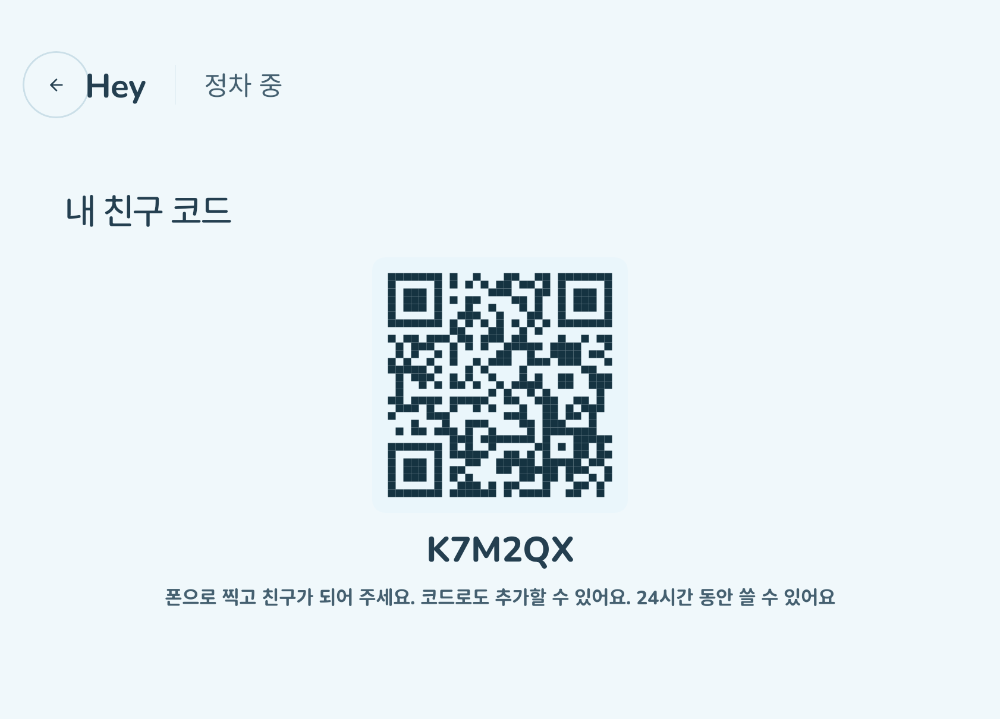 Hey 정차 중
내 친구 코드
K7M2QX
폰으로 찍고 친구가 되어 주세요. 코드로도 추가할 수 있어요. 24시간 동안 쓸 수 있어요